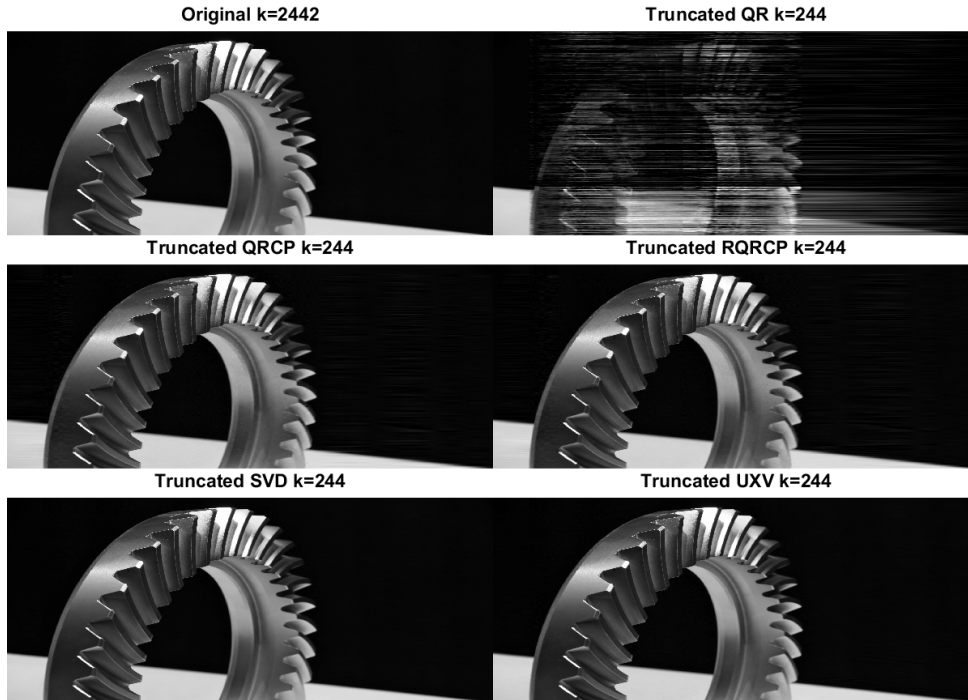 Original k=2442
Truncated QR k=244
Truncated QRCP k=244
Truncated RQRCP k=244
Truncated SVD k=244
Truncated UXV k=244